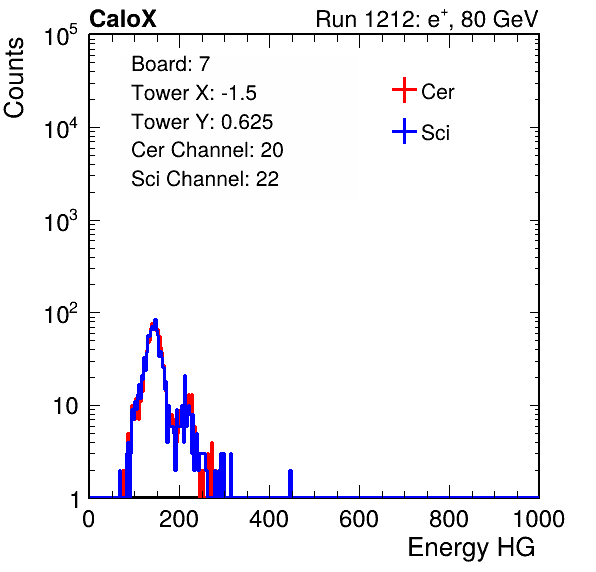 CaloX Run 1212: e⁺, 80 GeV
Counts
Board: 7
Tower X: -1.5
Tower Y: 0.625
Cer Channel: 20
Sci Channel: 22
Cer
Sci
10⁵
10⁴
10³
10²
10
1
0 200 400 600 800 1000
Energy HG